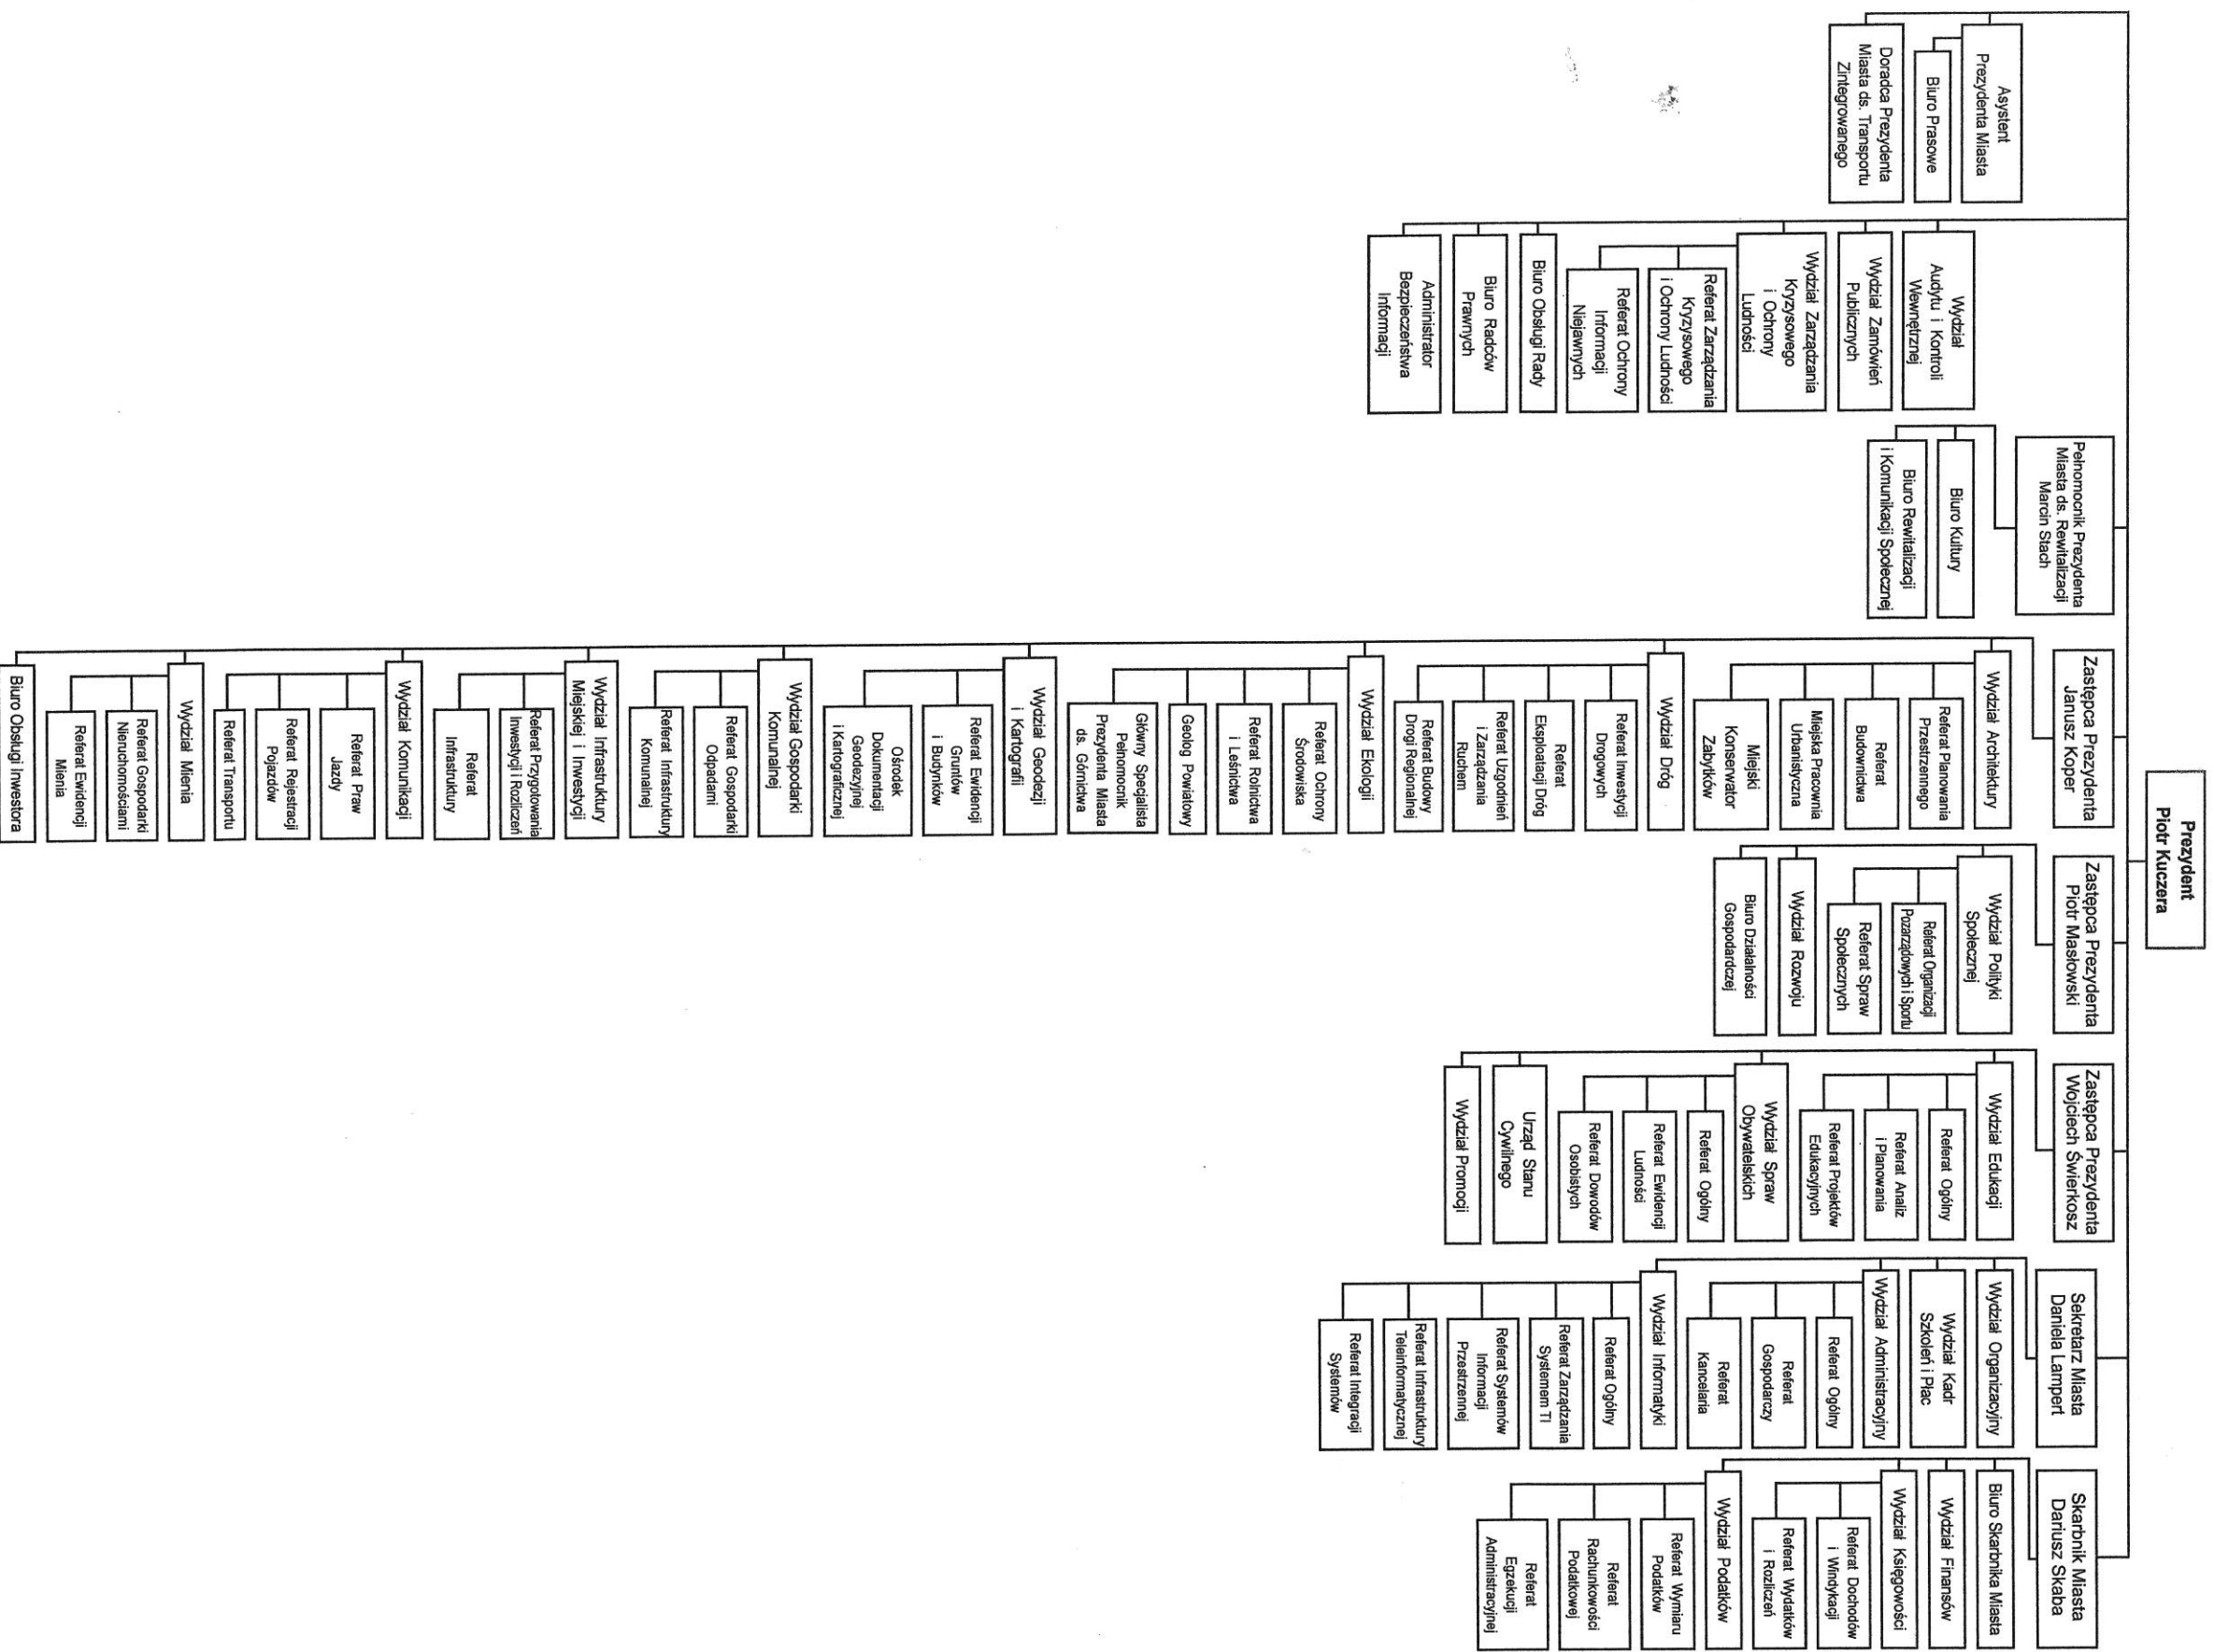 Prezydent
Piotr Kuczera
Asystent
Prezydenta Miasta
Biuro Prasowe
Doradca Prezydenta
Miasta ds. Transportu
Zintegrowanego
Wydział
Audytu i Kontroli
Wewnętrznej
Wydział Zamówień
Publicznych
Wydział Zarządzania
Kryzysowego
i Ochrony
Ludności
Referat Zarządzania
Kryzysowego
i Ochrony Ludności
Referat Ochrony
Informacji
Niejawnych
Biuro Obsługi Rady
Biuro Radców
Prawnych
Administrator
Bezpieczeństwa
Informacji
Pełnomocnik Prezydenta
Miasta ds. Rewitalizacji
Marcin Stach
Biuro Kultury
Biuro Rewitalizacji
i Komunikacji Społecznej
Zastępca Prezydenta
Janusz Koper
Wydział Architektury
Referat Planowania
Przestrzennego
Referat
Budownictwa
Miejska Pracownia
Urbanistyczna
Miejski
Konserwator
Zabytków
Wydział Dróg
Referat Inwestycji
Drogowych
Referat
Eksploatacji Dróg
Referat Uzgodnień
i Zarządzania
Ruchem
Referat Budowy
Drogi Regionalnej
Wydział Ekologii
Referat Ochrony
Środowiska
Referat Rolnictwa
i Leśnictwa
Geolog Powiatowy
Główny Specjalista
Pełnomocnik
Prezydenta Miasta
ds. Górnictwa
Wydział Geodezji
i Kartografii
Referat Ewidencji
Gruntów
i Budynków
Ośrodek
Dokumentacji
Geodezyjnej
i Kartograficznej
Wydział Gospodarki
Komunalnej
Referat Gospodarki
Odpadami
Referat Infrastruktury
Komunalnej
Wydział Infrastruktury
Miejskiej i Inwestycji
Referat Przygotowania
Inwestycji i Rozliczeń
Referat
Infrastruktury
Wydział Komunikacji
Referat Praw
Jazdy
Referat Rejestracji
Pojazdów
Referat Transportu
Wydział Mienia
Referat Gospodarki
Nieruchomościami
Referat Ewidencji
Mienia
Biuro Obsługi Inwestora
Zastępca Prezydenta
Piotr Masłowski
Wydział Polityki
Społecznej
Referat Organizacji
Pozarządowych i Sportu
Referat Spraw
Społecznych
Wydział Rozwoju
Biuro Działalności
Gospodardczej
Zastępca Prezydenta
Wojciech Świerkosz
Wydział Edukacji
Referat Ogólny
Referat Analiz
i Planowania
Referat Projektów
Edukacyjnych
Wydział Spraw
Obywatelskich
Referat Ogólny
Referat Ewidencji
Ludności
Referat Dowodów
Osobistych
Urząd Stanu
Cywilnego
Wydział Promocji
Sekretarz Miasta
Daniela Lampert
Wydział Organizacyjny
Wydział Kadr
Szkoleń i Płac
Wydział Administracyjny
Referat Ogólny
Referat
Gospodarczy
Referat
Kancelaria
Wydział Informatyki
Referat Ogólny
Referat Zarządzania
Systemem TI
Referat Systemów
Informacji
Przestrzennej
Referat Infrastruktury
Teleinformatycznej
Referat Integracji
Systemów
Skarbnik Miasta
Dariusz Skaba
Biuro Skarbnika Miasta
Wydział Finansów
Wydział Księgowości
Referat Dochodów
i Windykacji
Referat Wydatków
i Rozliczeń
Wydział Podatków
Referat Wymiaru
Podatków
Referat
Rachunkowości
Podatkowej
Referat
Egzekucji
Administracyjnej